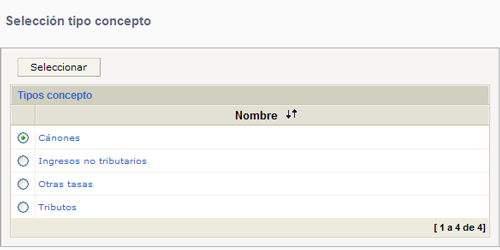 Selección tipo concepto
Seleccionar
Tipos concepto
Nombre
Cánones
Ingresos no tributarios
Otras tasas
Tributos
[ 1 a 4 de 4]